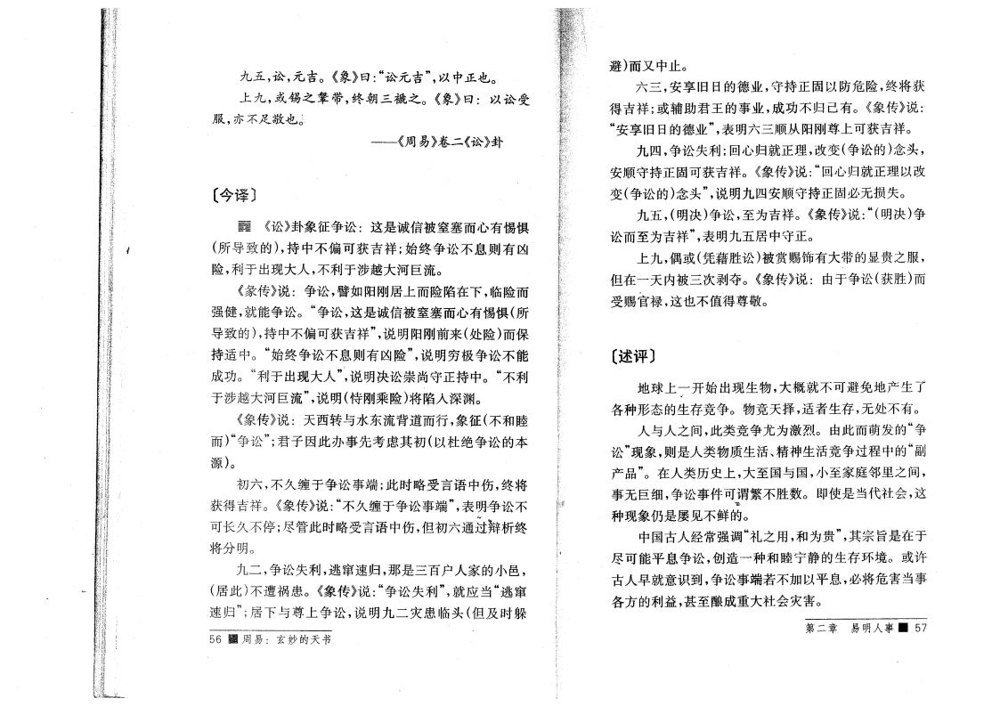 九五,讼,元吉。《象》曰:“讼元吉”,以中正也。
上九,或锡之鞶带,终朝三褫之。《象》曰: 以讼受
服,亦不足敬也。
——《周易》卷二《讼》卦
〔今译〕
䷅ 《讼》卦象征争讼: 这是诚信被窒塞而心有惕惧
(所导致的),持中不偏可获吉祥;始终争讼不息则有凶
险,利于出现大人,不利于涉越大河巨流。
《彖传》说: 争讼,譬如阳刚居上而险陷在下,临险而
强健,就能争讼。“争讼,这是诚信被窒塞而心有惕惧(所
导致的),持中不偏可获吉祥”,说明阳刚前来(处险)而保
持适中。“始终争讼不息则有凶险”,说明穷极争讼不能
成功。“利于出现大人”,说明决讼崇尚守正持中。“不利
于涉越大河巨流”,说明(恃刚乘险)将陷入深渊。
《象传》说: 天西转与水东流背道而行,象征(不和睦
而)“争讼”;君子因此办事先考虑其初(以杜绝争讼的本
源)。
初六,不久缠于争讼事端;此时略受言语中伤,终将
获得吉祥。《象传》说:“不久缠于争讼事端”,表明争讼不
可长久不停;尽管此时略受言语中伤,但初六通过辩析终
将分明。
九二,争讼失利,逃窜速归,那是三百户人家的小邑,
(居此)不遭祸患。《象传》说:“争讼失利”,就应当“逃窜
速归”;居下与尊上争讼,说明九二灾患临头(但及时躲
56 周易: 玄妙的天书
避)而又中止。
六三,安享旧日的德业,守持正固以防危险,终将获
得吉祥;或辅助君王的事业,成功不归己有。《象传》说:
“安享旧日的德业”,表明六三顺从阳刚尊上可获吉祥。
九四,争讼失利;回心归就正理,改变(争讼的)念头,
安顺守持正固可获吉祥。《象传》说:“回心归就正理以改
变(争讼的)念头”,说明九四安顺守持正固必无损失。
九五,(明决)争讼,至为吉祥。《象传》说:“(明决)争
讼而至为吉祥”,表明九五居中守正。
上九,偶或(凭藉胜讼)被赏赐饰有大带的显贵之服,
但在一天内被三次剥夺。《象传》说: 由于争讼(获胜)而
受赐官禄,这也不值得尊敬。
〔述评〕
地球上一开始出现生物,大概就不可避免地产生了
各种形态的生存竞争。物竞天择,适者生存,无处不有。
人与人之间,此类竞争尤为激烈。由此而萌发的“争
讼”现象,则是人类物质生活、精神生活竞争过程中的“副
产品”。在人类历史上,大至国与国,小至家庭邻里之间,
事无巨细,争讼事件可谓繁不胜数。即使是当代社会,这
种现象仍是屡见不鲜的。
中国古人经常强调“礼之用,和为贵”,其宗旨是在于
尽可能平息争讼,创造一种和睦宁静的生存环境。或许
古人早就意识到,争讼事端若不加以平息,必将危害当事
各方的利益,甚至酿成重大社会灾害。
第二章 易明人事 ■ 57